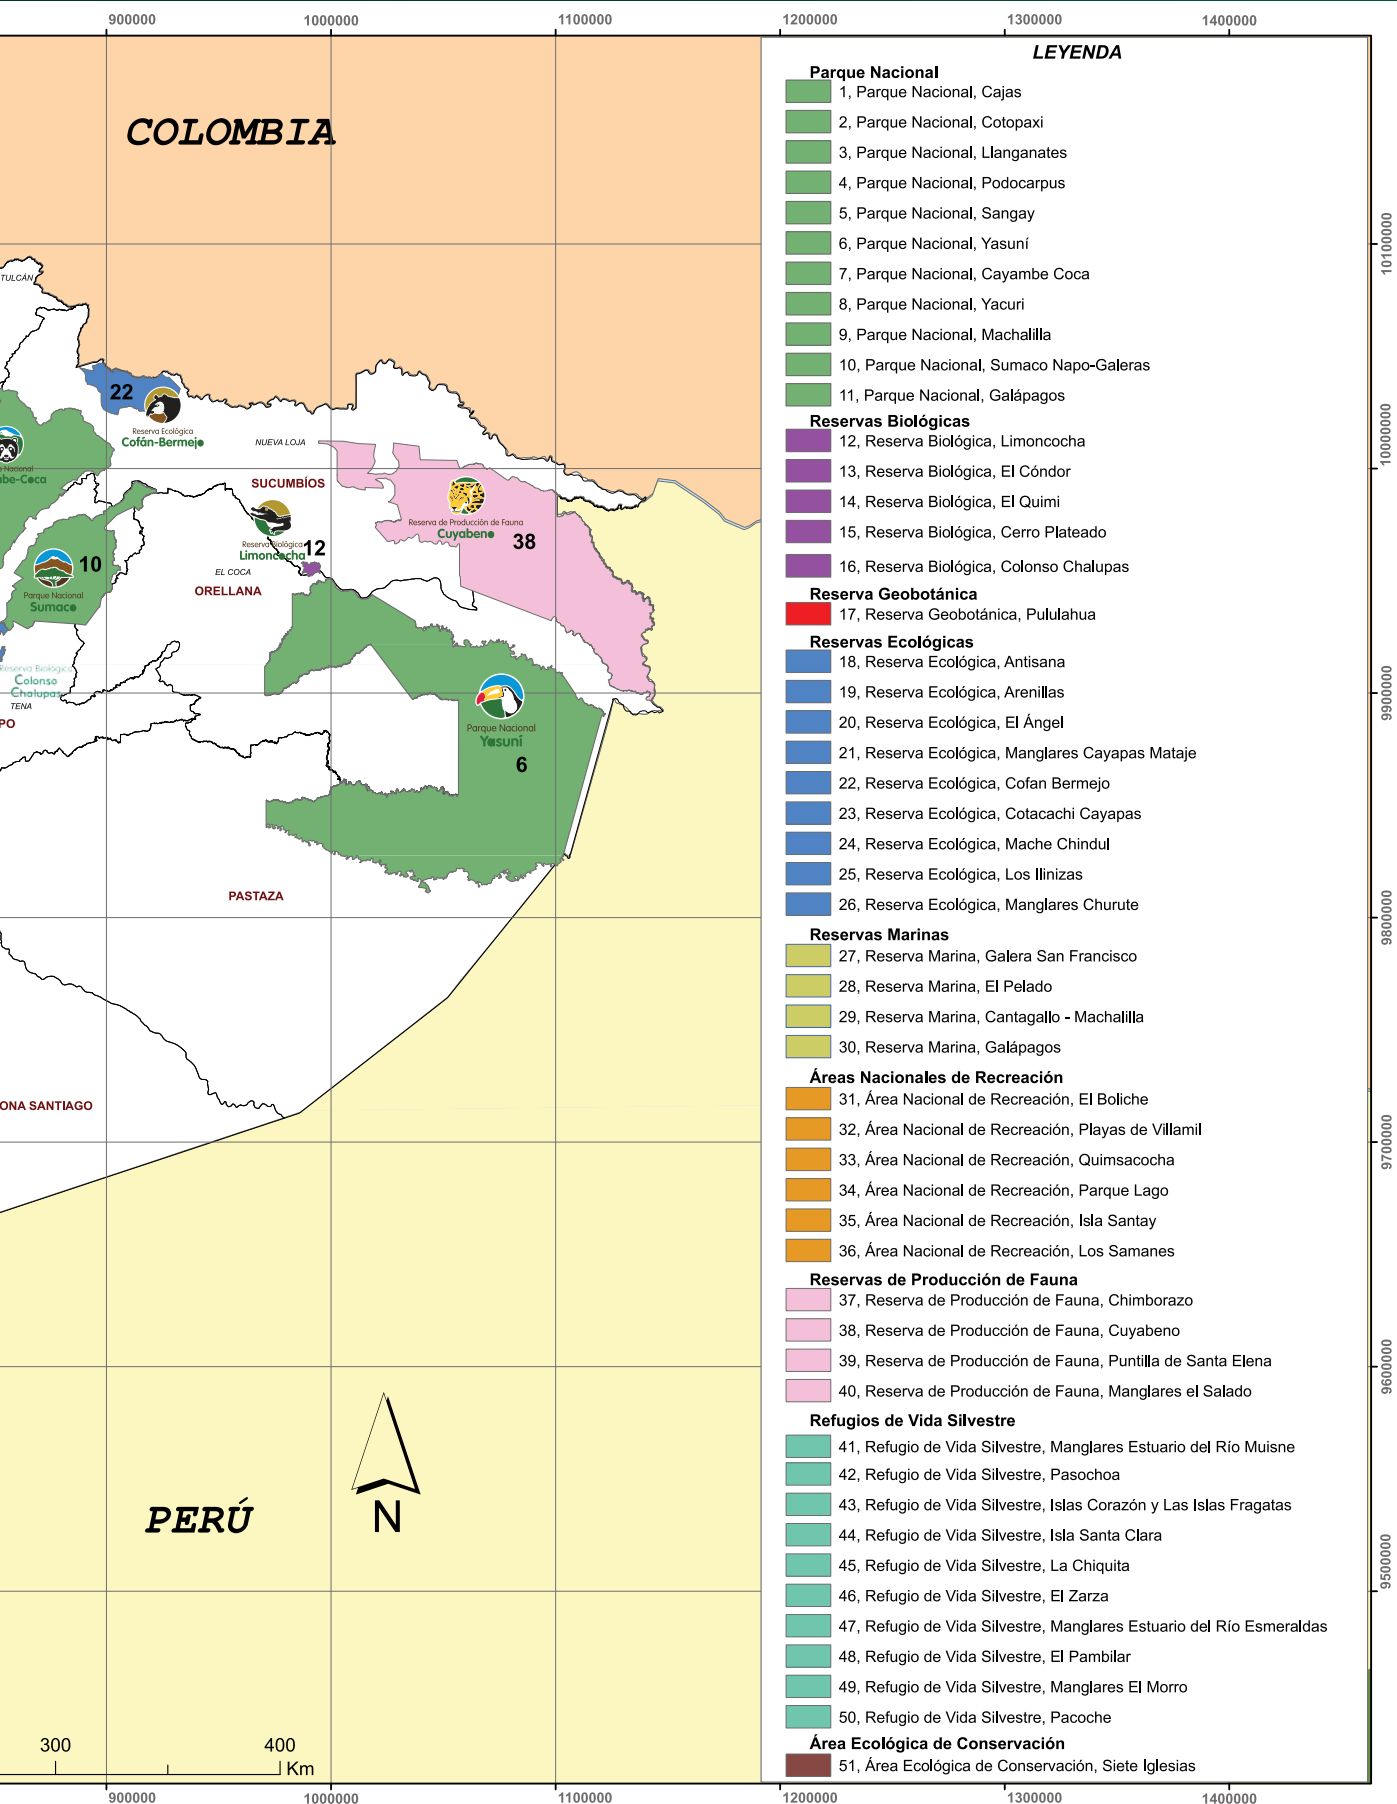 900000
1000000
1100000
1200000
1300000
1400000
COLOMBIA
TULCÁN
22
Reserva Ecológica
Cofán-Bermejo
NUEVA LOJA
SUCUMBÍOS
Reserva de Producción de Fauna
Cuyabeno
38
Reserva Biológica
Limoncocha
12
EL COCA
ORELLANA
10
Parque Nacional
Sumaco
Reserva Biológica
Colonso
Chalupas
TENA
Parque Nacional
Yasuní
6
PASTAZA
ONA SANTIAGO
PERÚ
N
300
400
Km
LEYENDA
Parque Nacional
1, Parque Nacional, Cajas
2, Parque Nacional, Cotopaxi
3, Parque Nacional, Llanganates
4, Parque Nacional, Podocarpus
5, Parque Nacional, Sangay
6, Parque Nacional, Yasuní
7, Parque Nacional, Cayambe Coca
8, Parque Nacional, Yacuri
9, Parque Nacional, Machalilla
10, Parque Nacional, Sumaco Napo-Galeras
11, Parque Nacional, Galápagos
Reservas Biológicas
12, Reserva Biológica, Limoncocha
13, Reserva Biológica, El Cóndor
14, Reserva Biológica, El Quimi
15, Reserva Biológica, Cerro Plateado
16, Reserva Biológica, Colonso Chalupas
Reserva Geobotánica
17, Reserva Geobotánica, Pululahua
Reservas Ecológicas
18, Reserva Ecológica, Antisana
19, Reserva Ecológica, Arenillas
20, Reserva Ecológica, El Ángel
21, Reserva Ecológica, Manglares Cayapas Mataje
22, Reserva Ecológica, Cofan Bermejo
23, Reserva Ecológica, Cotacachi Cayapas
24, Reserva Ecológica, Mache Chindul
25, Reserva Ecológica, Los Ilinizas
26, Reserva Ecológica, Manglares Churute
Reservas Marinas
27, Reserva Marina, Galera San Francisco
28, Reserva Marina, El Pelado
29, Reserva Marina, Cantagallo - Machalilla
30, Reserva Marina, Galápagos
Áreas Nacionales de Recreación
31, Área Nacional de Recreación, El Boliche
32, Área Nacional de Recreación, Playas de Villamil
33, Área Nacional de Recreación, Quimsacocha
34, Área Nacional de Recreación, Parque Lago
35, Área Nacional de Recreación, Isla Santay
36, Área Nacional de Recreación, Los Samanes
Reservas de Producción de Fauna
37, Reserva de Producción de Fauna, Chimborazo
38, Reserva de Producción de Fauna, Cuyabeno
39, Reserva de Producción de Fauna, Puntilla de Santa Elena
40, Reserva de Producción de Fauna, Manglares el Salado
Refugios de Vida Silvestre
41, Refugio de Vida Silvestre, Manglares Estuario del Río Muisne
42, Refugio de Vida Silvestre, Pasochoa
43, Refugio de Vida Silvestre, Islas Corazón y Las Islas Fragatas
44, Refugio de Vida Silvestre, Isla Santa Clara
45, Refugio de Vida Silvestre, La Chiquita
46, Refugio de Vida Silvestre, El Zarza
47, Refugio de Vida Silvestre, Manglares Estuario del Río Esmeraldas
48, Refugio de Vida Silvestre, El Pambilar
49, Refugio de Vida Silvestre, Manglares El Morro
50, Refugio de Vida Silvestre, Pacoche
Área Ecológica de Conservación
51, Área Ecológica de Conservación, Siete Iglesias
10100000
10000000
9900000
9800000
9700000
9600000
9500000
900000
1000000
1100000
1200000
1300000
1400000